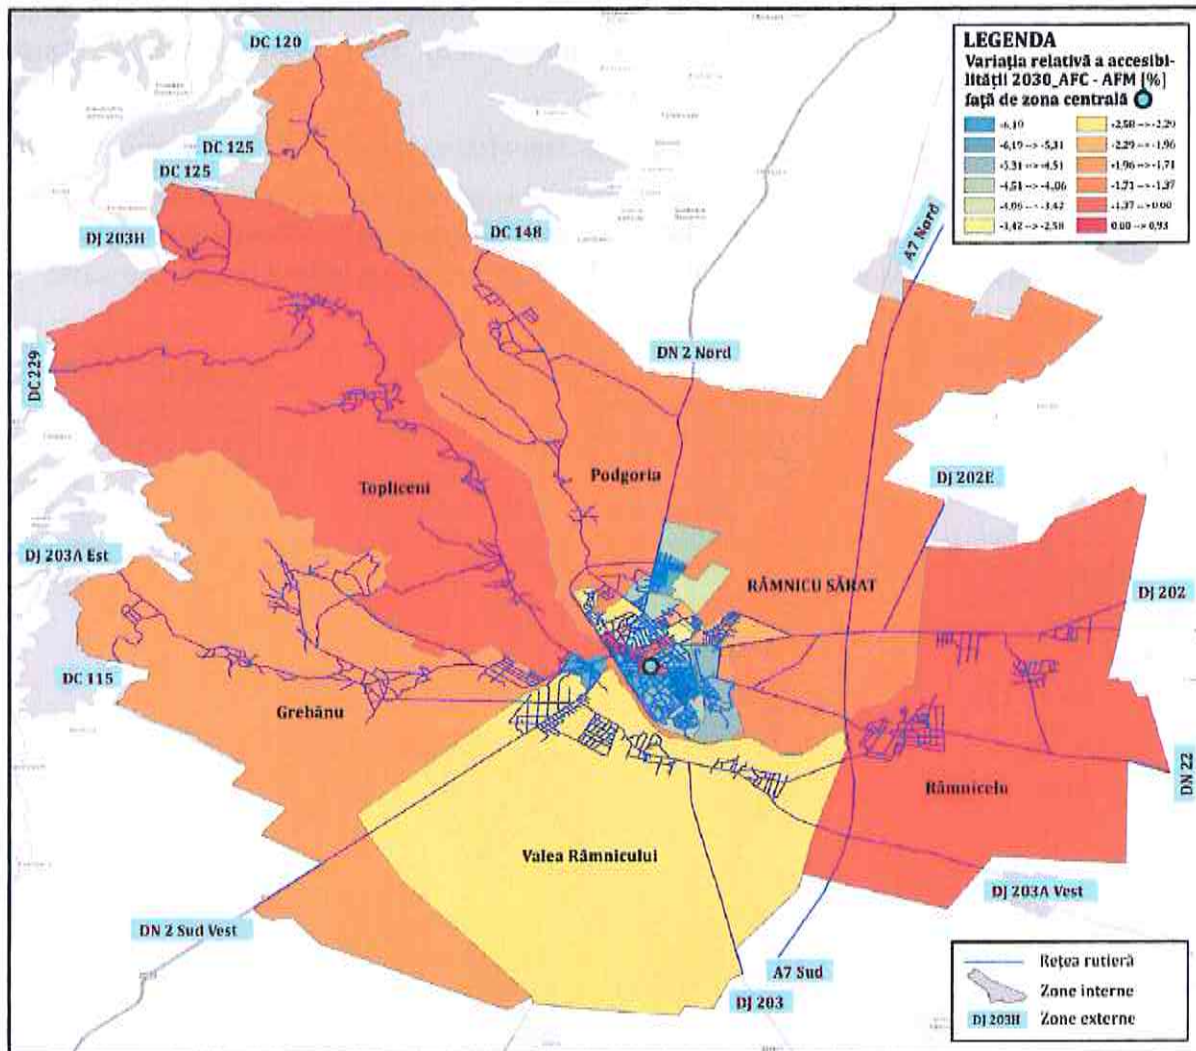 DC 120
LEGENDA
Variația relativă a accesibi-
lității 2030_AFC - AFM [%]
față de zona centrală
-6,19
-6,19 --> -5,31
-5,31 --> -4,51
-4,51 --> -4,06
-4,06 --> -3,42
-3,42 --> -2,58
-2,58 --> -2,29
-2,29 --> -1,96
-1,96 --> -1,71
-1,71 --> -1,37
-1,37 --> 0,00
0,00 --> 0,93
DC 125
DC 125
DJ 203H
DC 148
A7 Nord
DN 2 Nord
DC 229
Topliceni
Podgoria
DJ 202E
DJ 203A Est
RÂMNICU SĂRAT
DJ 202
DC 115
Grebănu
DN 22
Râmnicelu
Valea Râmnicului
DJ 203A Vest
DN 2 Sud Vest
A7 Sud
DJ 203
Rețea rutieră
Zone interne
DJ 203H Zone externe